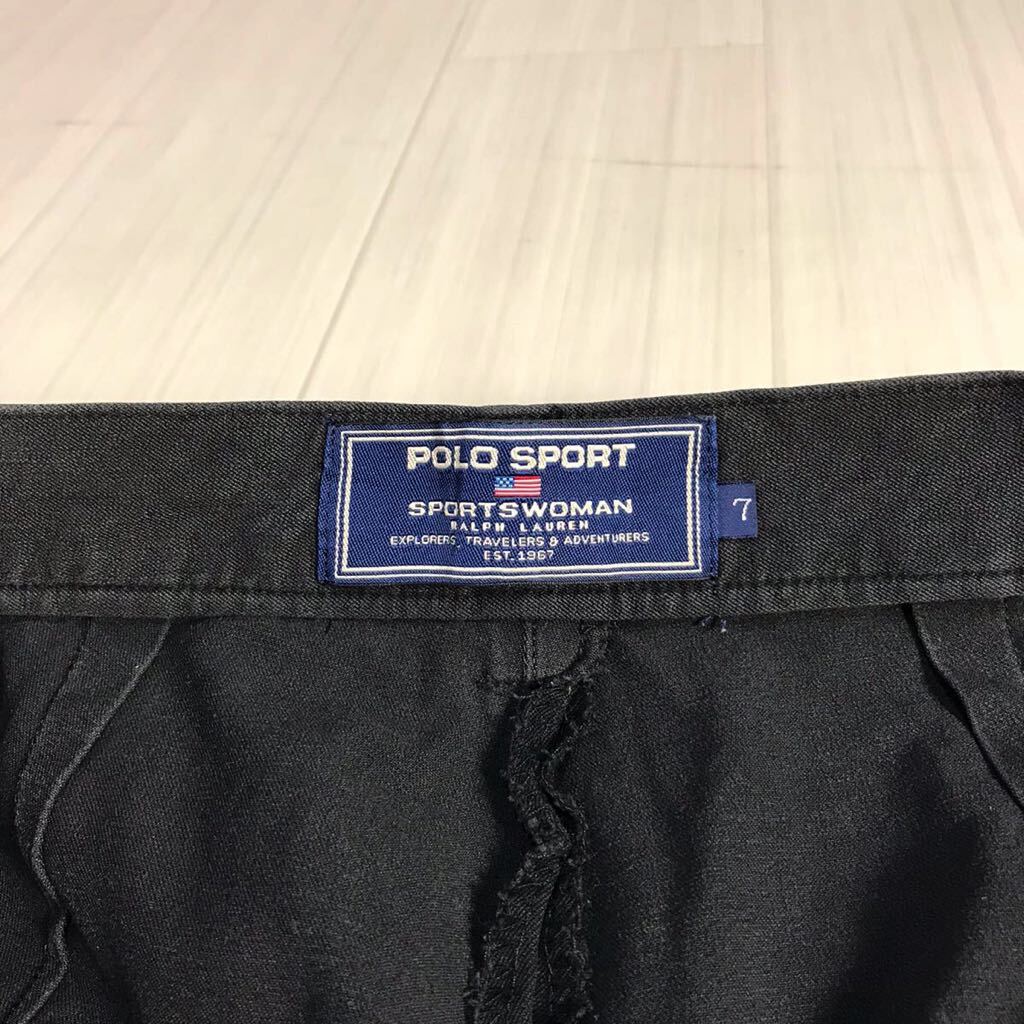 POLO SPORT
SPORTSWOMAN
RALPH LAUREN
EXPLORERS, TRAVELERS & ADVENTURERS
EST. 1967
7